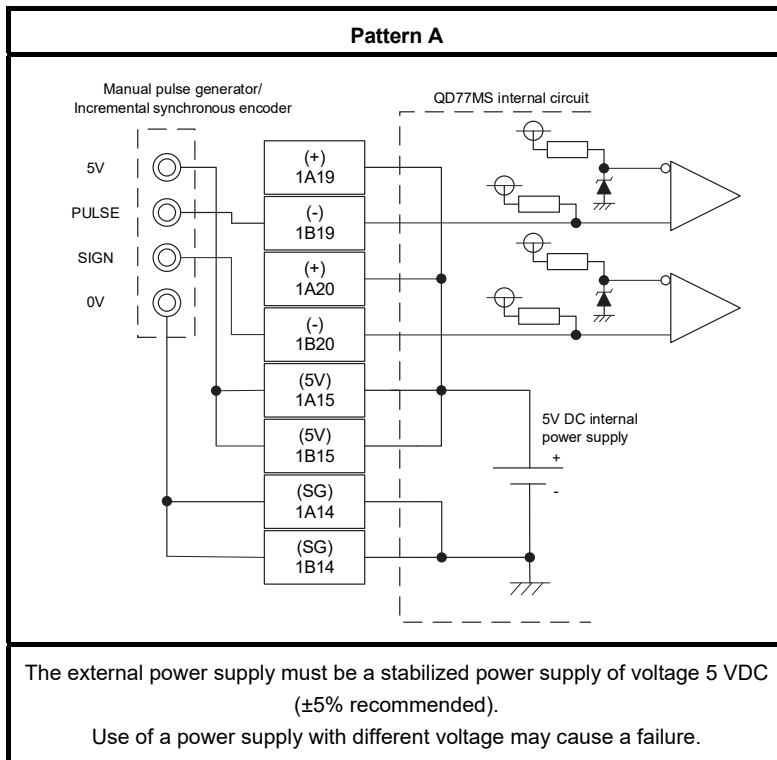 Pattern A
Manual pulse generator/
Incremental synchronous encoder
QD77MS internal circuit
5V
PULSE
SIGN
0V
(+)
1A19
(-)
1B19
(+)
1A20
(-)
1B20
(5V)
1A15
(5V)
1B15
(SG)
1A14
(SG)
1B14
5V DC internal
power supply
+
-
The external power supply must be a stabilized power supply of voltage 5 VDC
(±5% recommended).
Use of a power supply with different voltage may cause a failure.